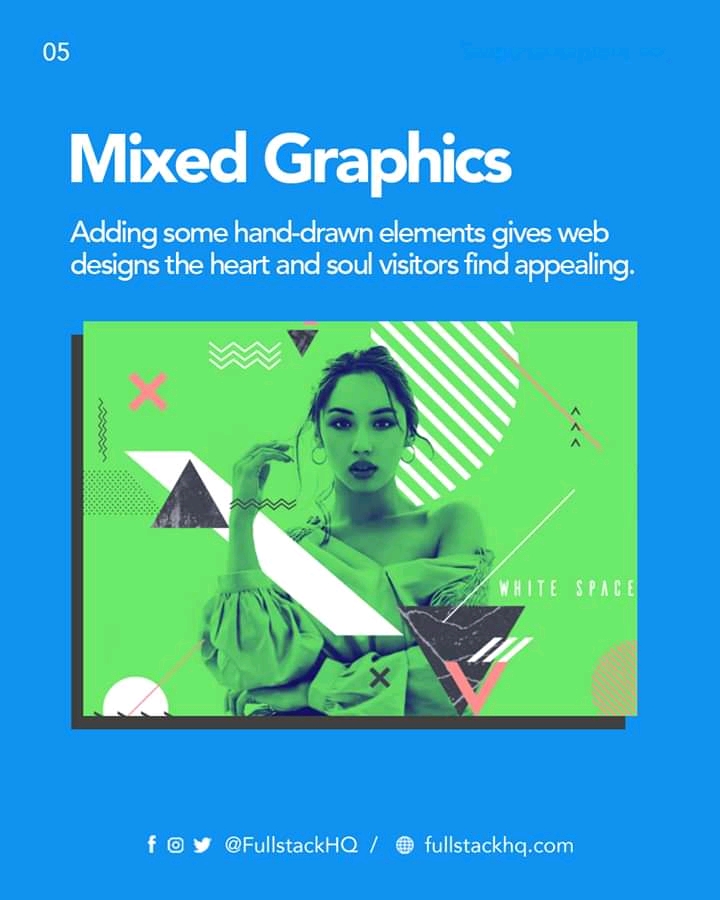 05
Mixed Graphics
Adding some hand-drawn elements gives web
designs the heart and soul visitors find appealing.
WHITE SPACE
@FullstackHQ / fullstackhq.com